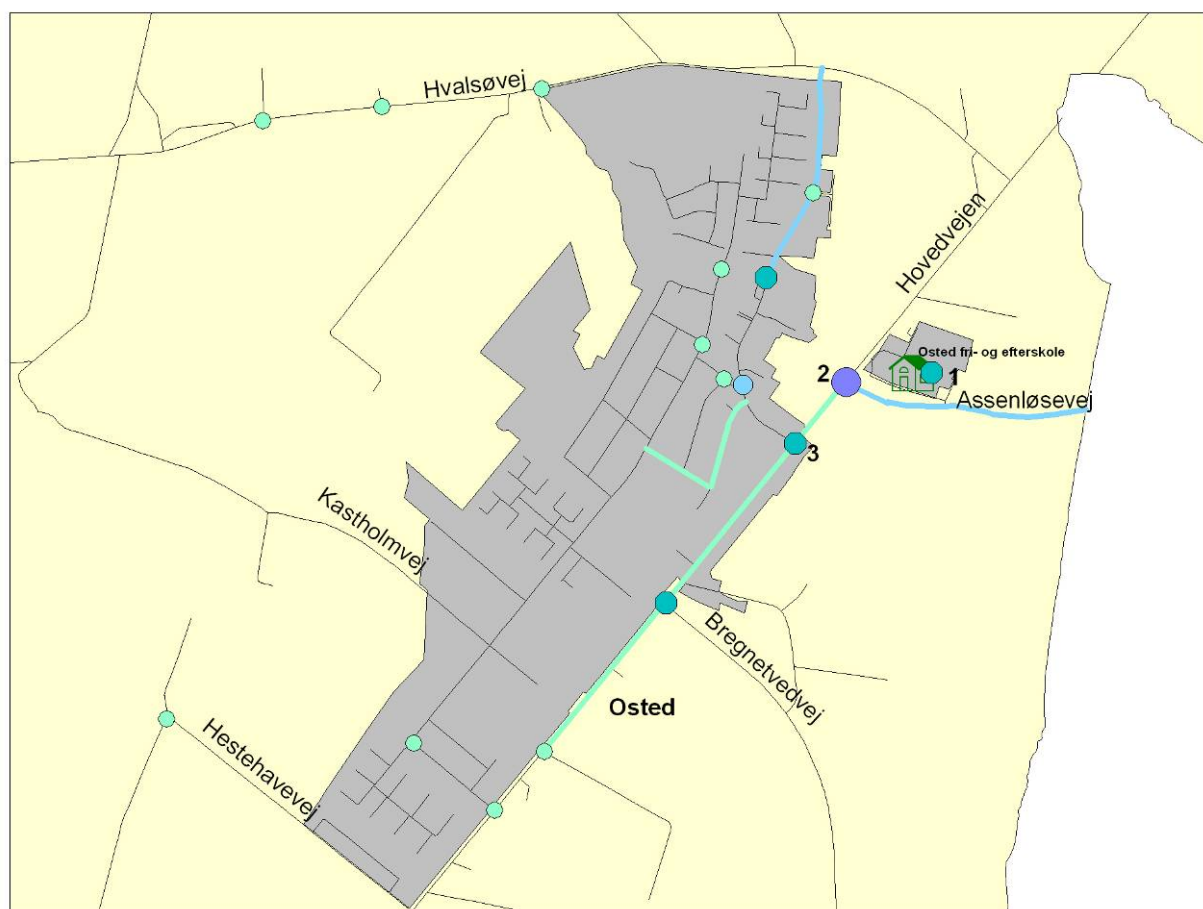 Hvalsøvej
Hovedvejen
Osted fri- og efterskole
2
1
Assenløsevej
3
Kastholmvej
Bregnetvedvej
Osted
Hestehavevej